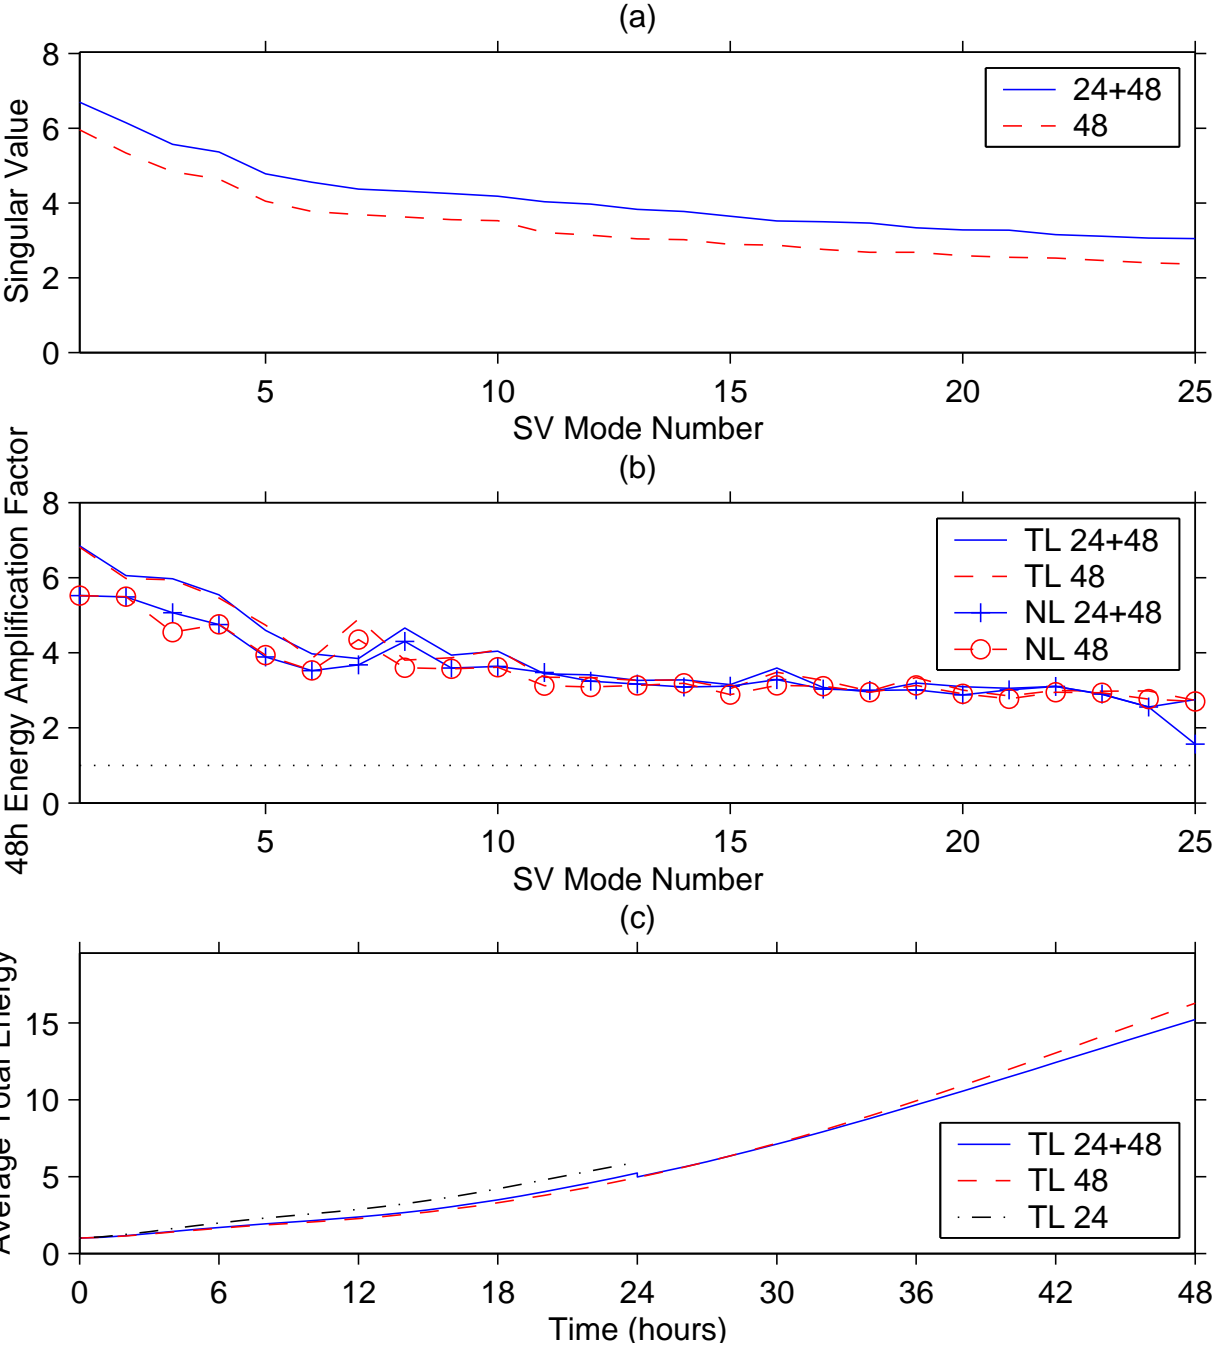 (a)
8
6
4
2
0
Singular Value
24+48
48
5
10
15
20
25
SV Mode Number
(b)
8
6
4
2
0
48h Energy Amplification Factor
TL 24+48
TL 48
NL 24+48
NL 48
5
10
15
20
25
SV Mode Number
(c)
15
10
5
0
Average Total Energy
TL 24+48
TL 48
TL 24
0
6
12
18
24
30
36
42
48
Time (hours)